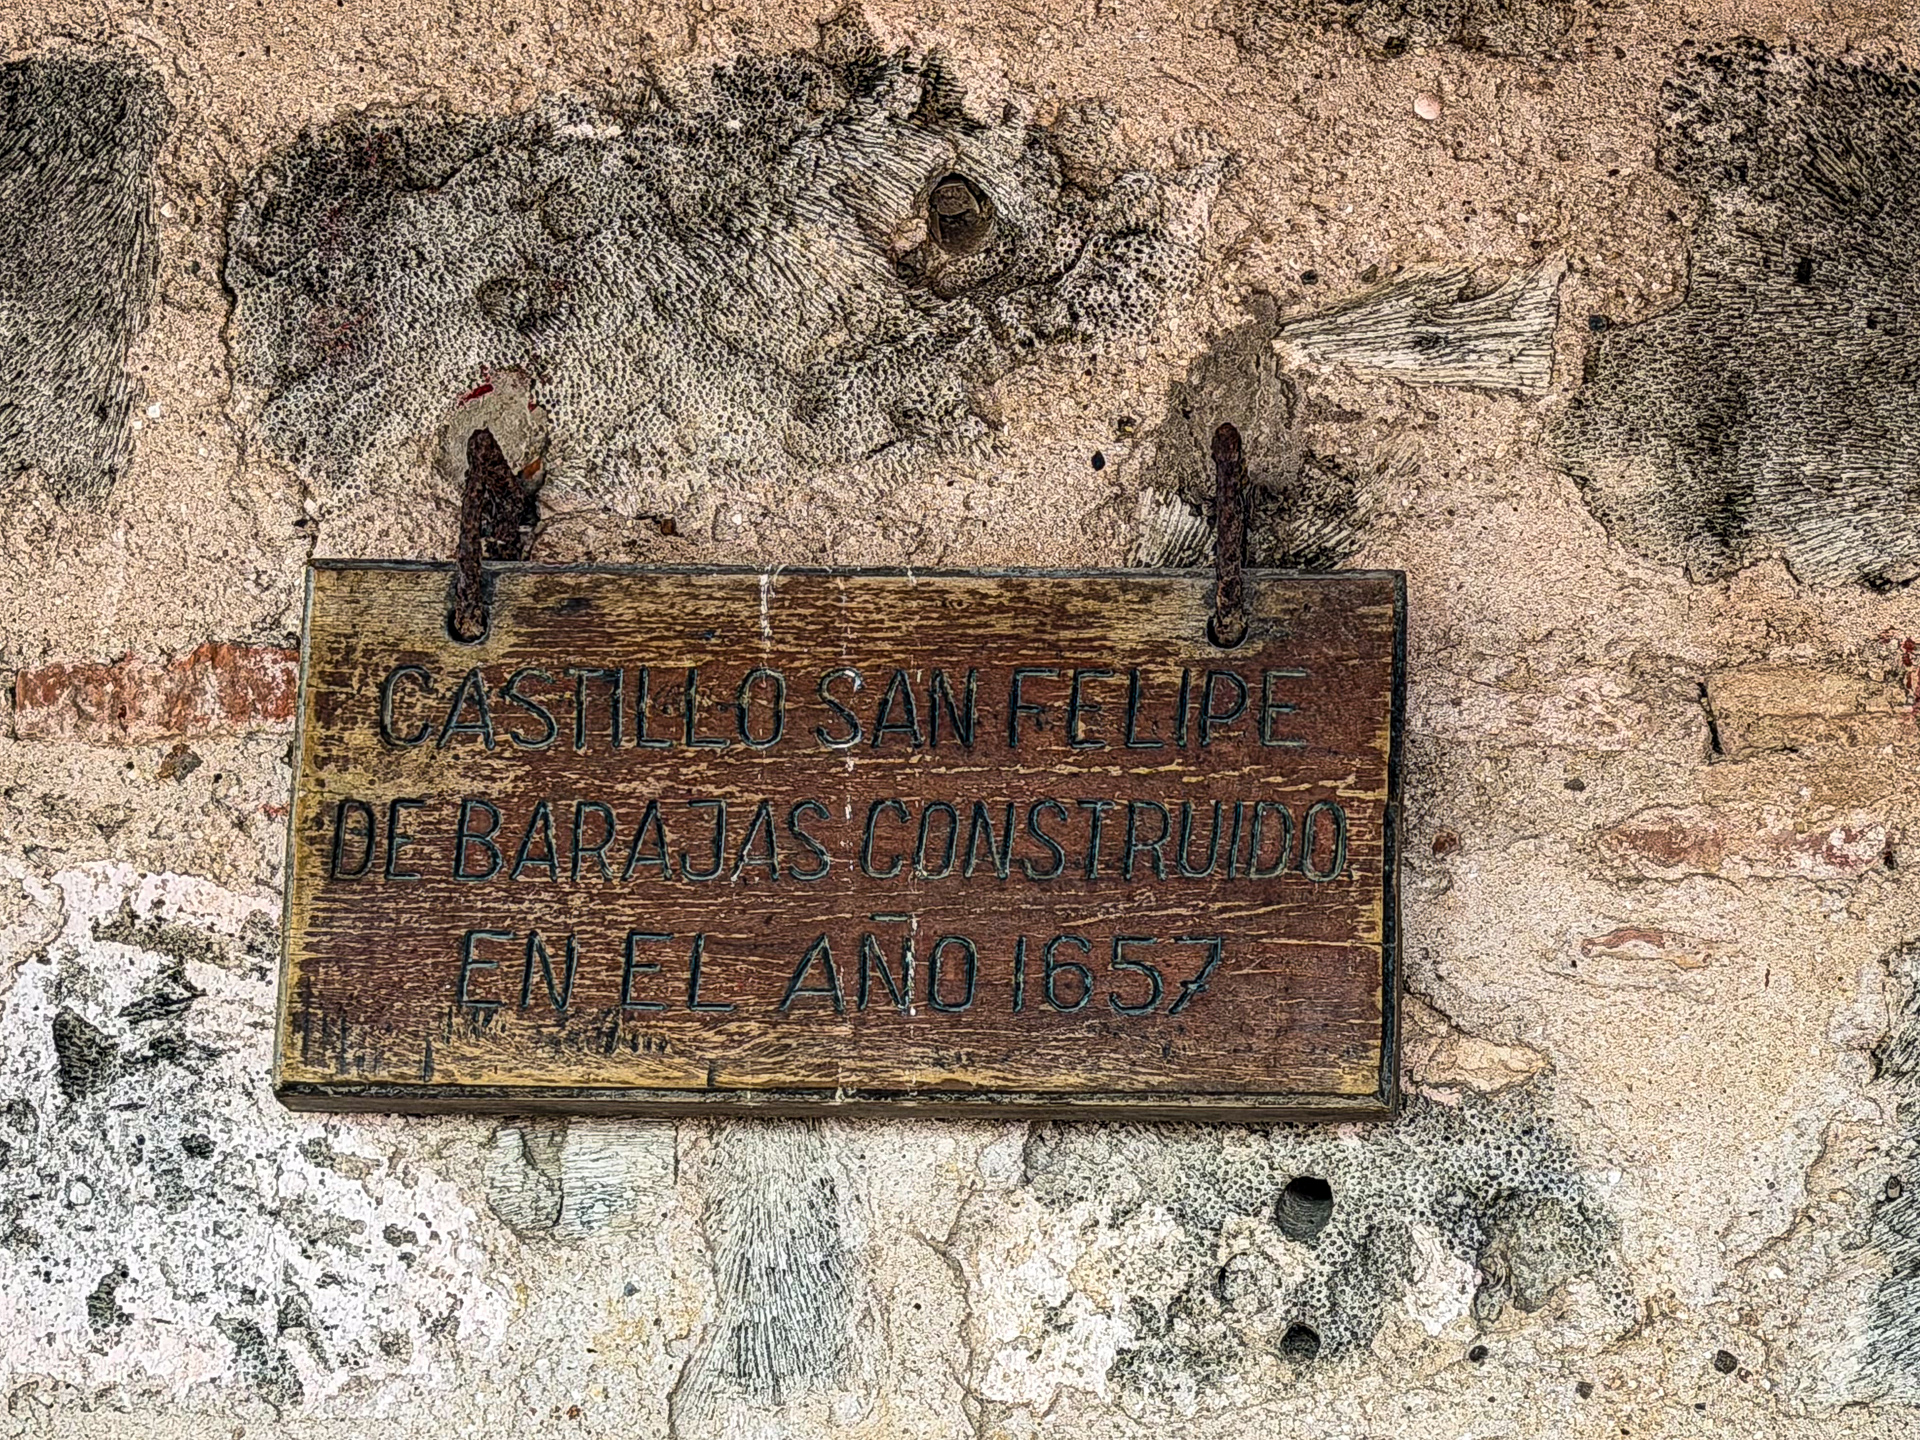 CASTILLO SAN FELIPE
DE BARAJAS CONSTRUIDO
EN EL AÑO 1657